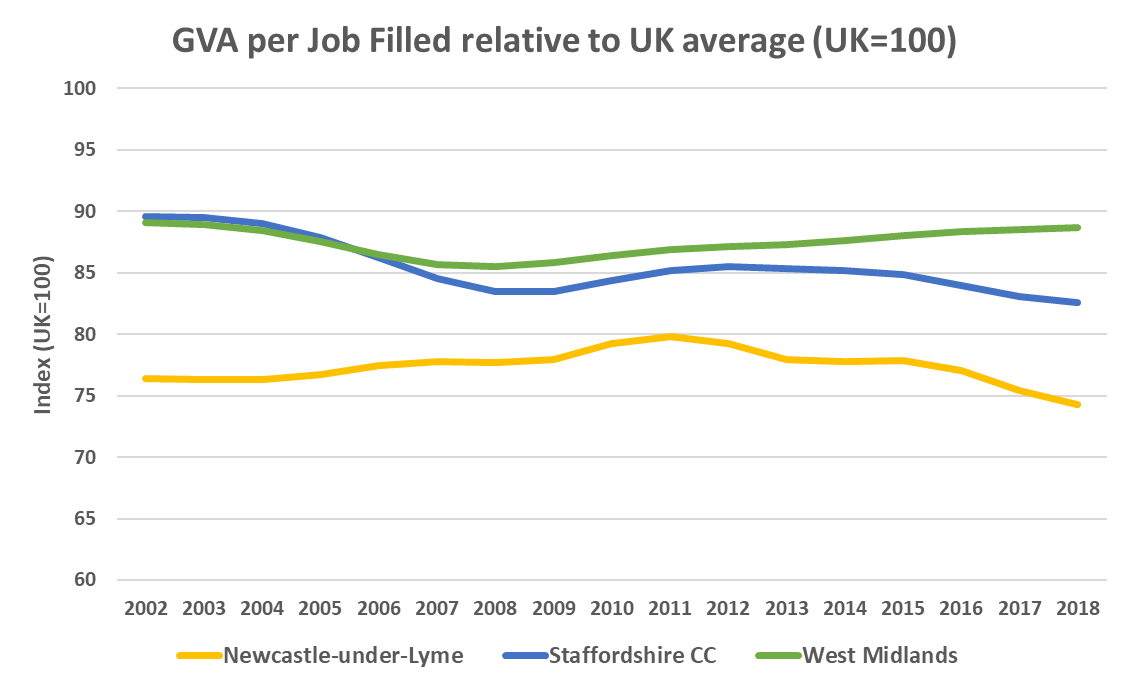 GVA per Job Filled relative to UK average (UK=100)
Index (UK=100)
100
95
90
85
80
75
70
65
60
2002 2003 2004 2005 2006 2007 2008 2009 2010 2011 2012 2013 2014 2015 2016 2017 2018
Newcastle-under-Lyme Staffordshire CC West Midlands